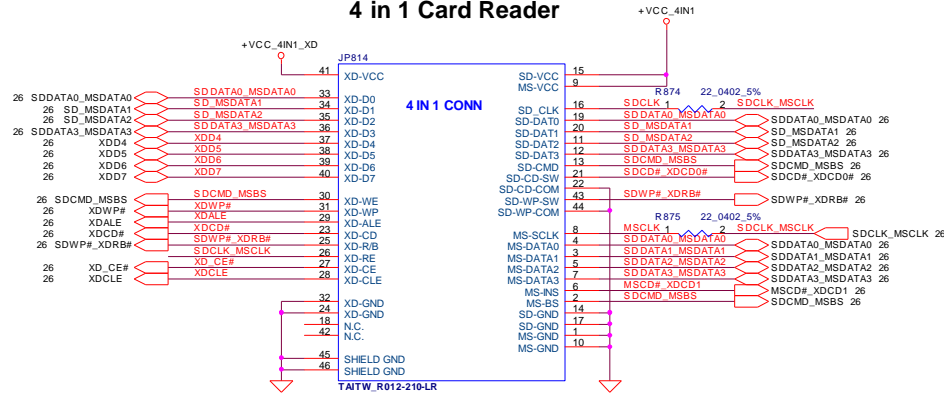 4 in 1 Card Reader
+VCC_4IN1
+VCC_4IN1_XD
JP814
41 XD-VCC SD-VCC 15
MS-VCC 9
4 IN 1 CONN
R874 22_0402_5%
26 SDDATA0_MSDATA0 SDDATA0_MSDATA0 33 XD-D0
26 SD_MSDATA1 SD_MSDATA1 34 XD-D1
26 SD_MSDATA2 SD_MSDATA2 35 XD-D2
26 SDDATA3_MSDATA3 SDDATA3_MSDATA3 36 XD-D3
26 XDD4 XDD4 37 XD-D4
26 XDD5 XDD5 38 XD-D5
26 XDD6 XDD6 39 XD-D6
26 XDD7 XDD7 40 XD-D7
26 SDCMD_MSBS SDCMD_MSBS 30 XD-WE
26 XDWP# XDWP# 31 XD-WP
26 XDALE XDALE 29 XD-ALE
26 XDCD# XDCD# 23 XD-CD
26 SDWP#_XDRB# SDWP#_XDRB# 25 XD-R/B
SDCLK_MSCLK 26 XD-RE
26 XD_CE# XD_CE# 27 XD-CE
26 XDCLE XDCLE 28 XD-CLE
32 XD-GND
24 XD-GND
18 N.C.
42 N.C.
45 SHIELD GND
46 SHIELD GND
SD_CLK 16 SDCLK 1 2 SDCLK_MSCLK
SD-DAT0 19 SDDATA0_MSDATA0 SDDATA0_MSDATA0 26
SD-DAT1 20 SD_MSDATA1 SD_MSDATA1 26
SD-DAT2 11 SD_MSDATA2 SD_MSDATA2 26
SD-DAT3 12 SDDATA3_MSDATA3 SDDATA3_MSDATA3 26
SD-CMD 13 SDCMD_MSBS SDCMD_MSBS 26
SD-CD-SW 21 SDCD#_XDCD0# SDCD#_XDCD0# 26
SD-CD-COM 22
SD-WP-SW 43 SDWP#_XDRB# SDWP#_XDRB# 26
SD-WP-COM 44
R875 22_0402_5%
MS-SCLK 8 MSCLK 1 2 SDCLK_MSCLK SDCLK_MSCLK 26
MS-DATA0 4 SDDATA0_MSDATA0 SDDATA0_MSDATA0 26
MS-DATA1 3 SDDATA1_MSDATA1 SDDATA1_MSDATA1 26
MS-DATA2 5 SDDATA2_MSDATA2 SDDATA2_MSDATA2 26
MS-DATA3 7 SDDATA3_MSDATA3 SDDATA3_MSDATA3 26
MS-INS 6 MSCD#_XDCD1 MSCD#_XDCD1 26
MS-BS 2 SDCMD_MSBS SDCMD_MSBS 26
SD-GND 14
SD-GND 17
MS-GND 1
MS-GND 10
TAITW_R012-210-LR